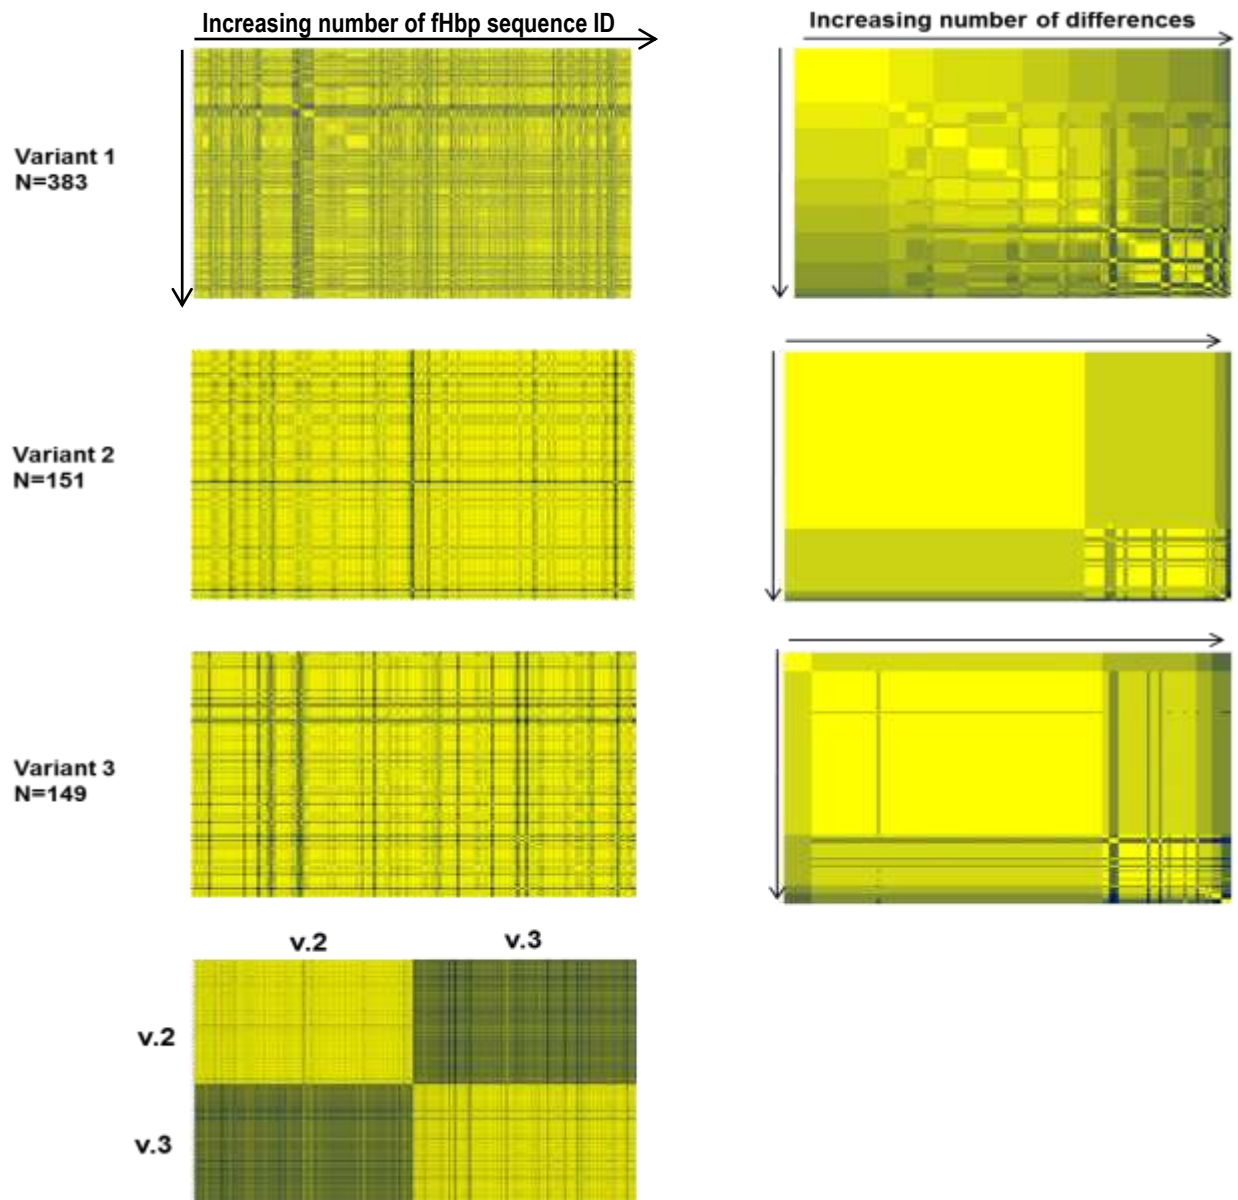 Increasing number of fHbp sequence ID
Increasing number of differences
Variant 1
N=383
Variant 2
N=151
Variant 3
N=149
v.2
v.3
v.2
v.3